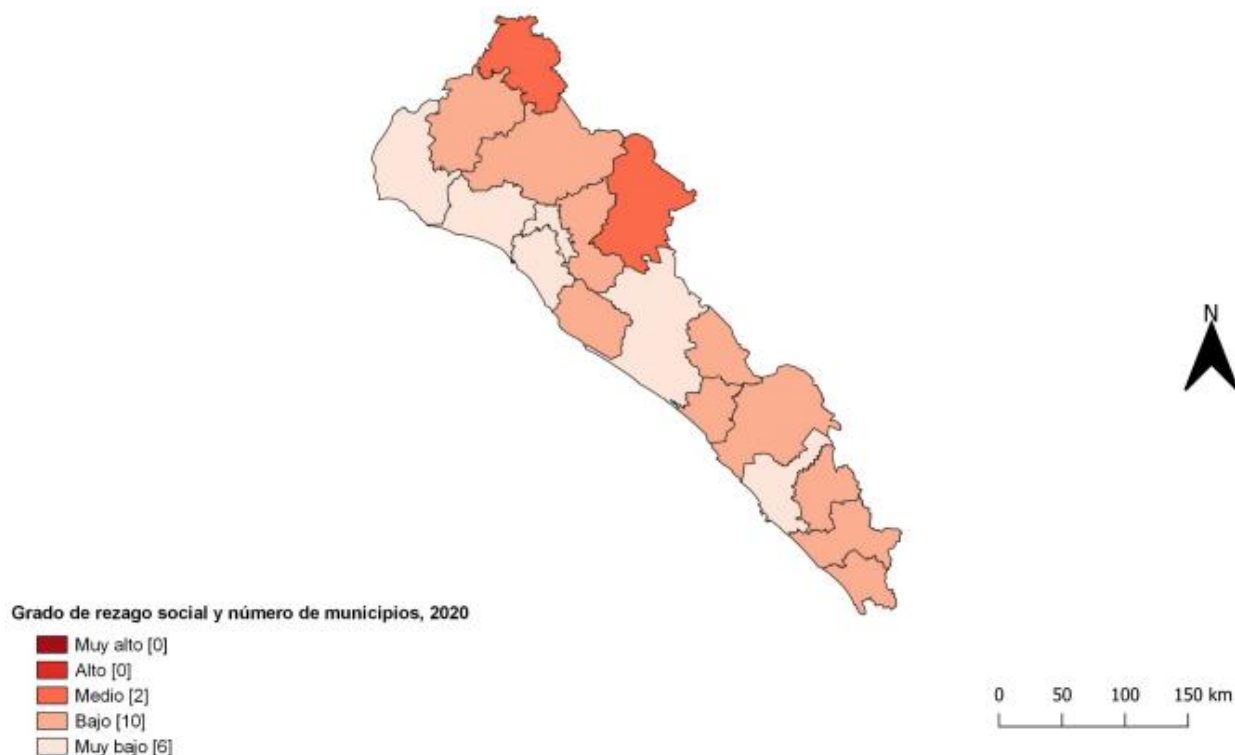 N
Grado de rezago social y número de municipios, 2020
Muy alto [0]
Alto [0]
Medio [2]
Bajo [10]
Muy bajo [6]
0 50 100 150 km